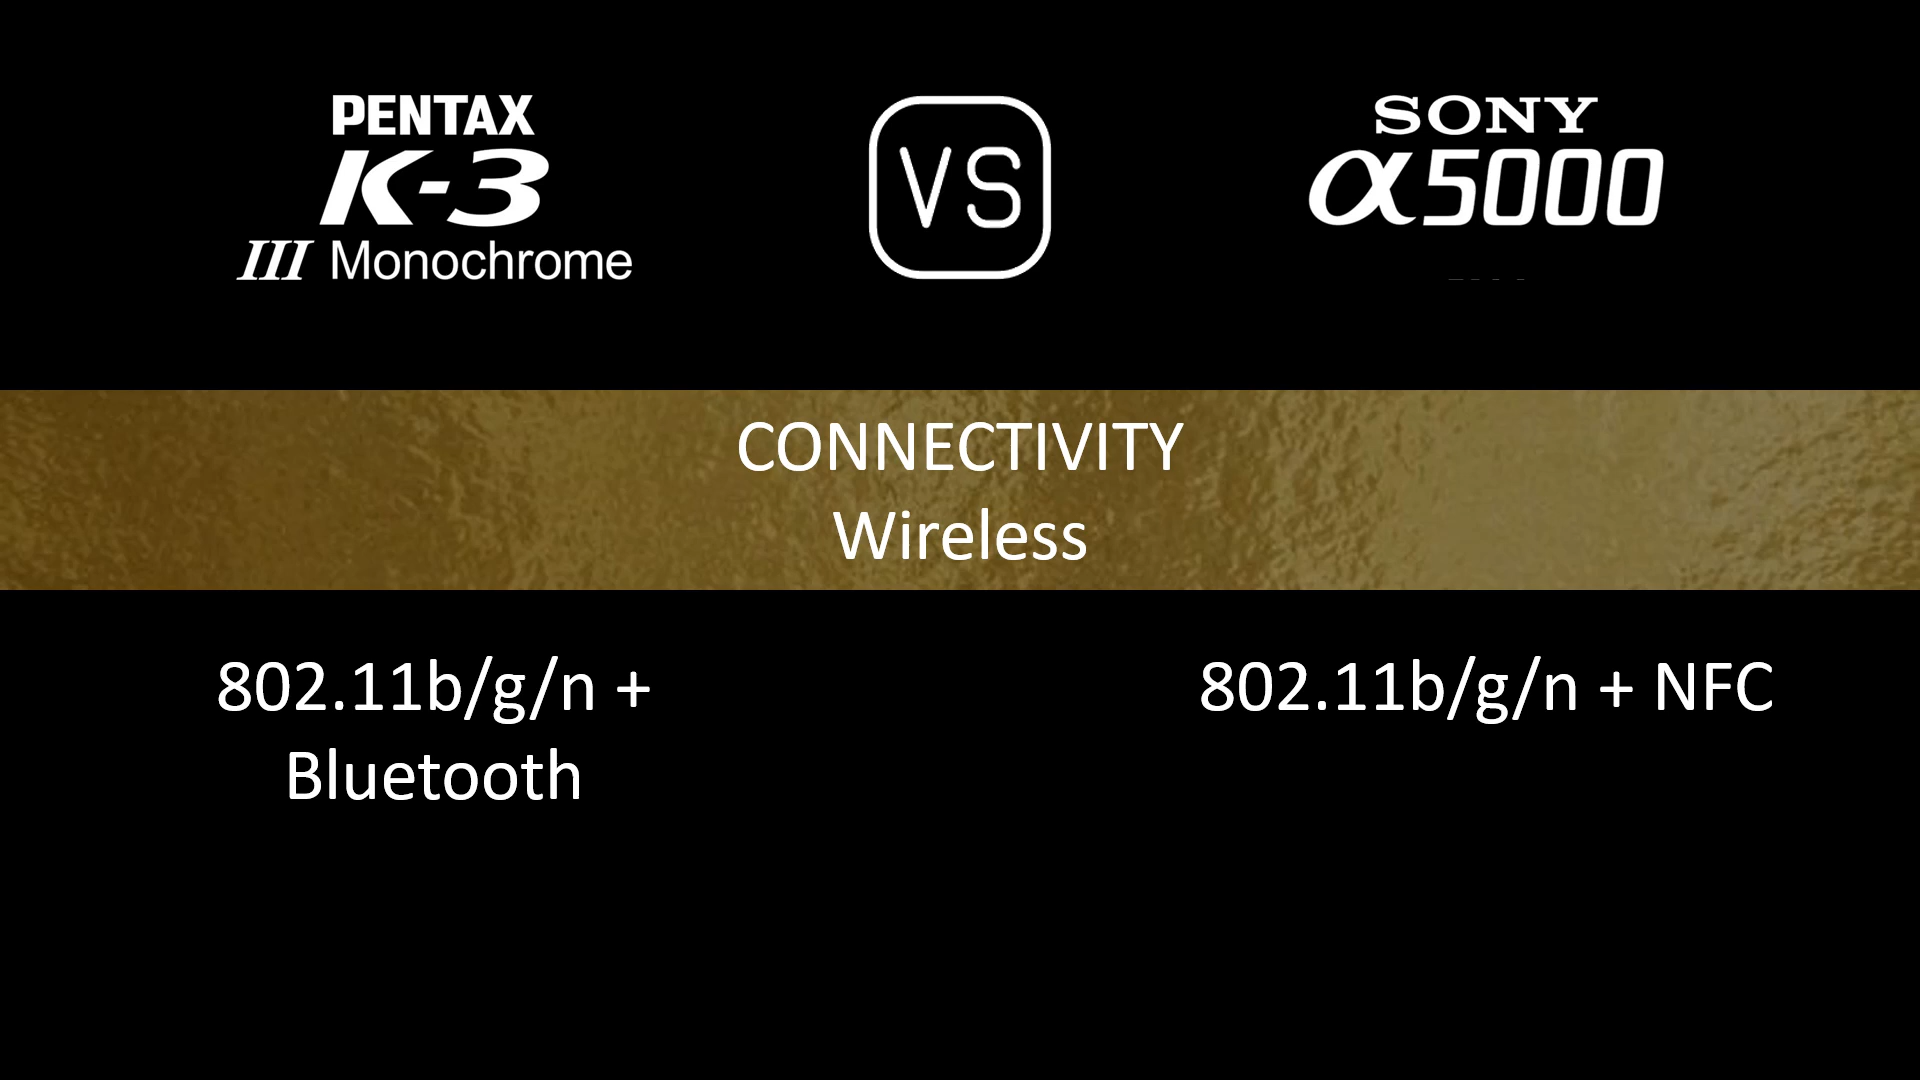 PENTAX
K-3
III Monochrome
VS
SONY
α5000
CONNECTIVITY
Wireless
802.11b/g/n +
Bluetooth
802.11b/g/n + NFC